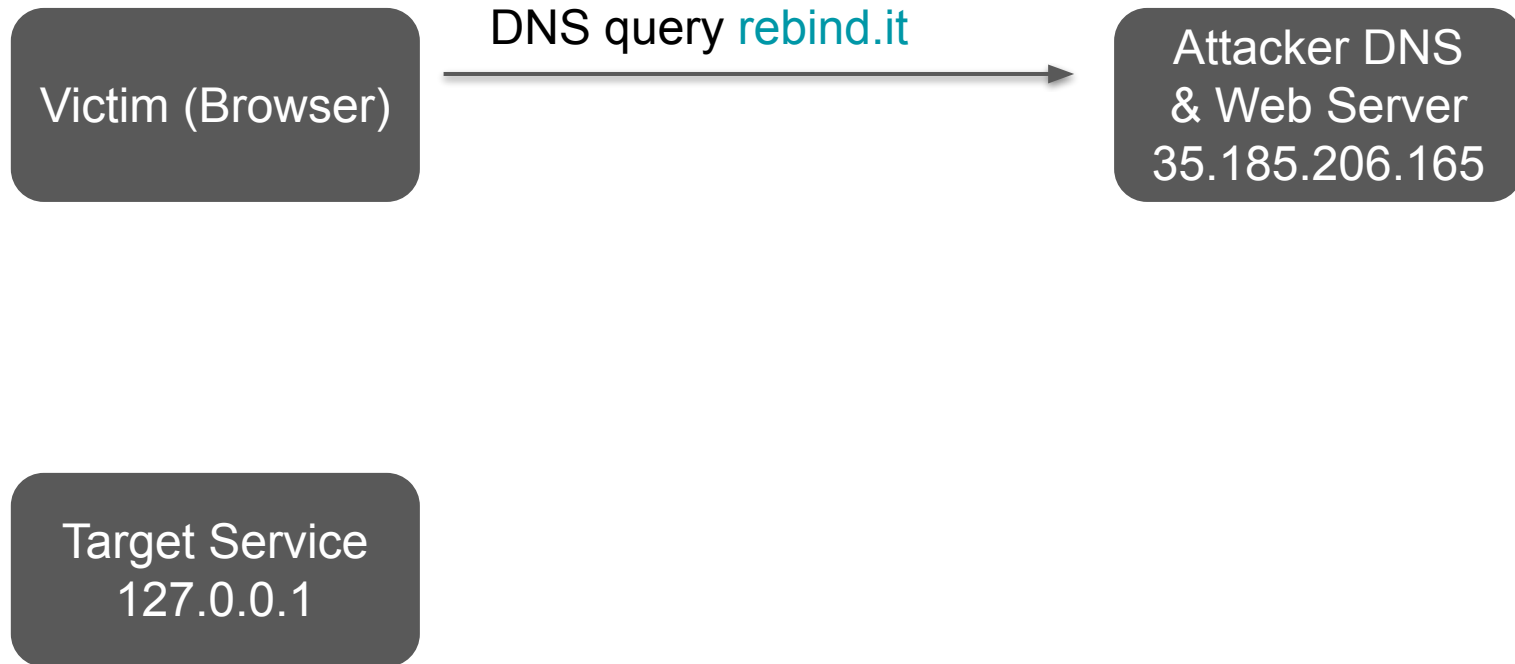 DNS query rebind.it
Victim (Browser)
Attacker DNS
& Web Server
35.185.206.165
Target Service
127.0.0.1